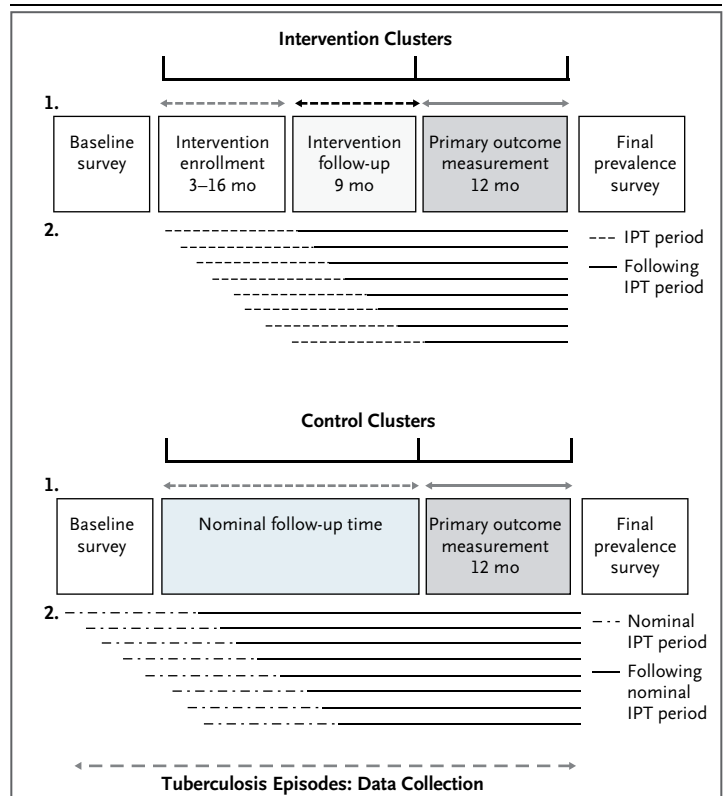 Intervention Clusters
1.
Baseline
survey
Intervention
enrollment
3–16 mo
Intervention
follow-up
9 mo
Primary outcome
measurement
12 mo
Final
prevalence
survey
2.
IPT period
Following
IPT period
Control Clusters
1.
Baseline
survey
Nominal follow-up time
Primary outcome
measurement
12 mo
Final
prevalence
survey
2.
Nominal
IPT period
Following
nominal
IPT period
Tuberculosis Episodes: Data Collection